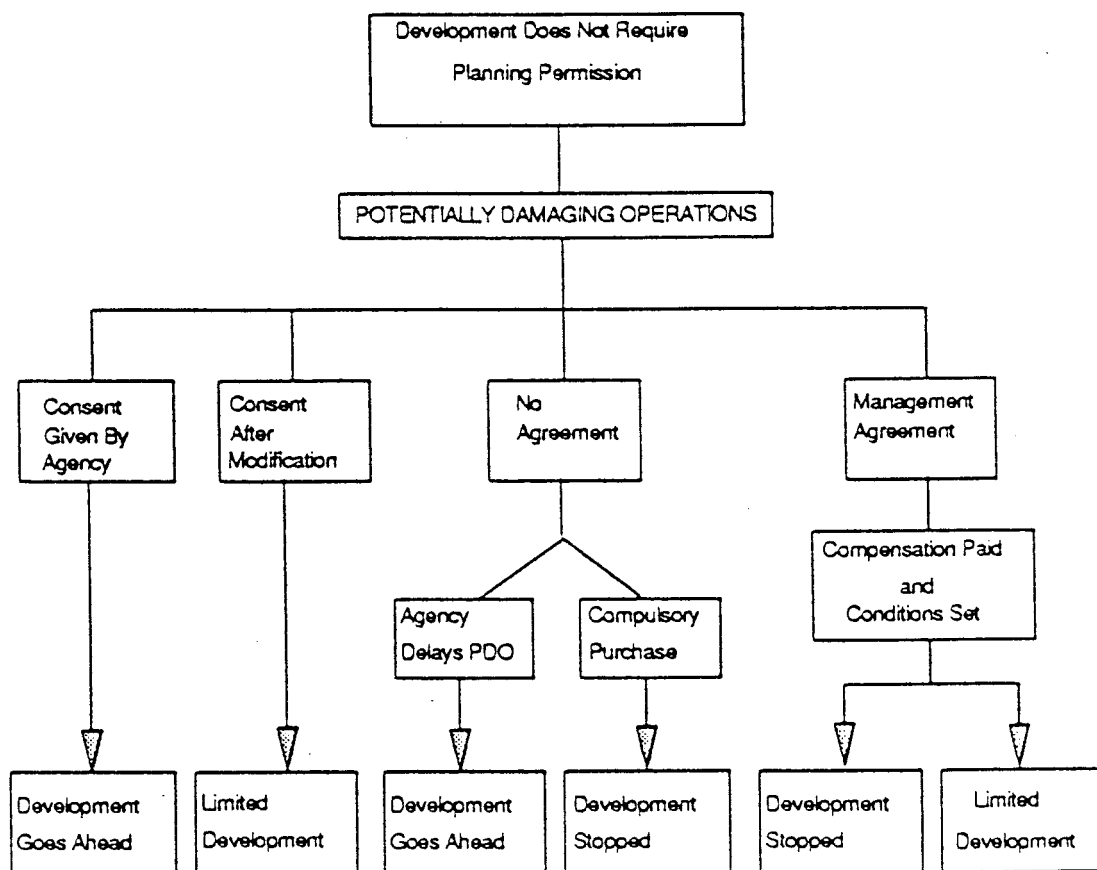 Development Does Not Require
Planning Permission
POTENTIALLY DAMAGING OPERATIONS
Consent
Given By
Agency
Consent
After
Modification
No
Agreement
Management
Agreement
Compensation Paid
and
Conditions Set
Agency
Delays PDO
Compulsory
Purchase
Development
Goes Ahead
Limited
Development
Development
Goes Ahead
Development
Stopped
Development
Stopped
Limited
Development